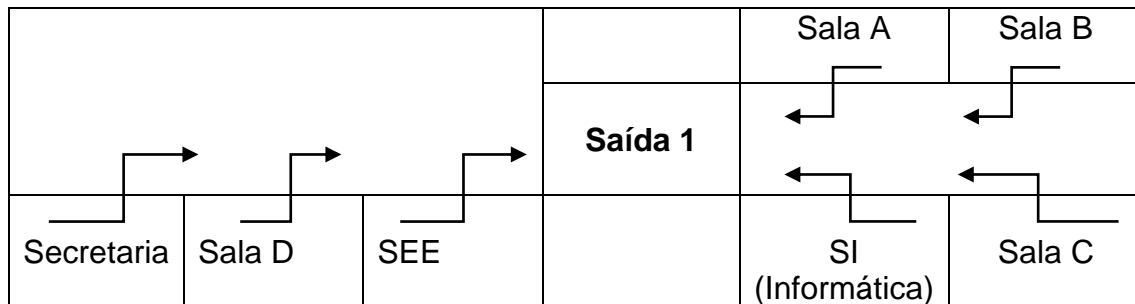 Sala A
Sala B
Saída 1
Secretaria
Sala D
SEE
SI
(Informática)
Sala C